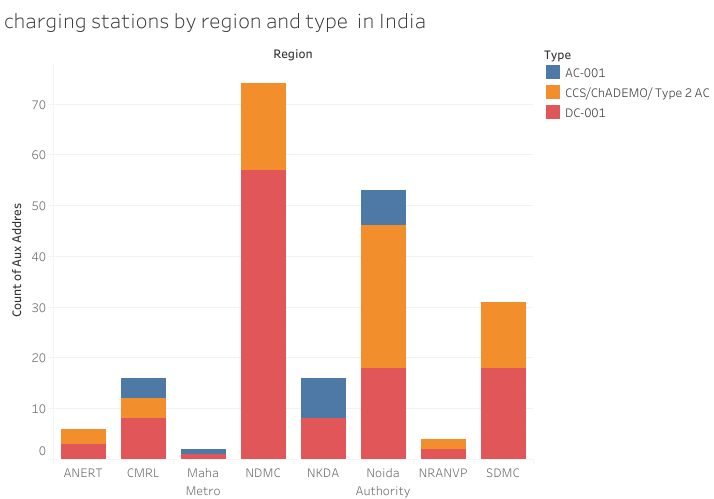 charging stations by region and type in India
Region
Type
AC-001
CCS/ChADEMO/ Type 2 AC
DC-001
Count of Aux Addres
70
60
50
40
30
20
10
0
ANERT CMRL Maha NDMC NKDA Noida NRANVP SDMC
Metro Authority